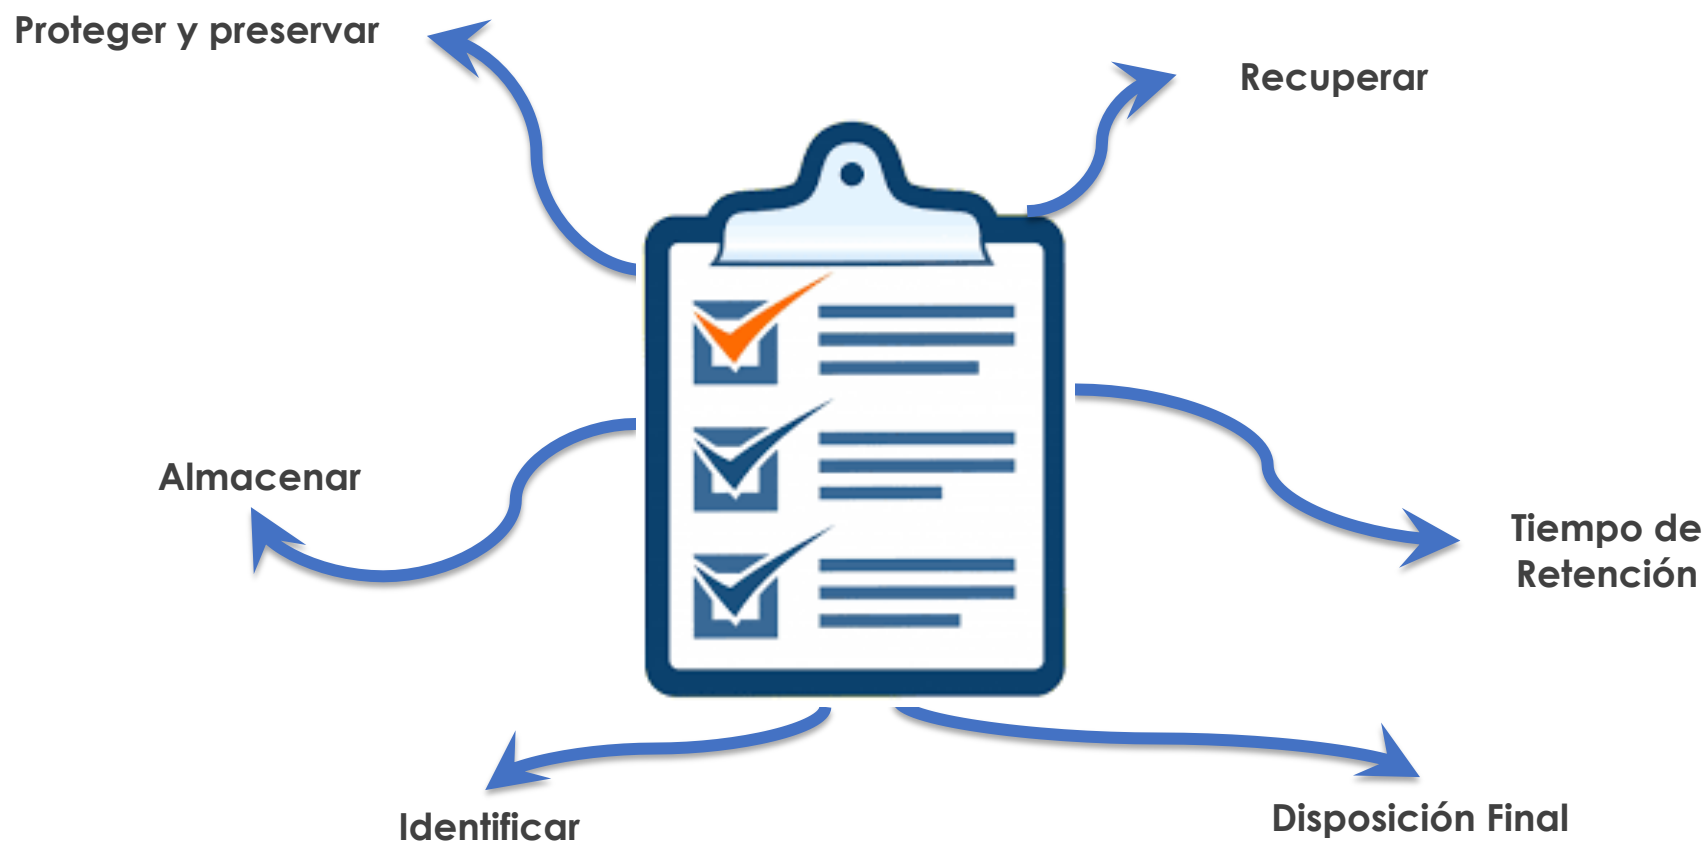 Proteger y preservar
Recuperar
Almacenar
Tiempo de
Retención
Identificar
Disposición Final